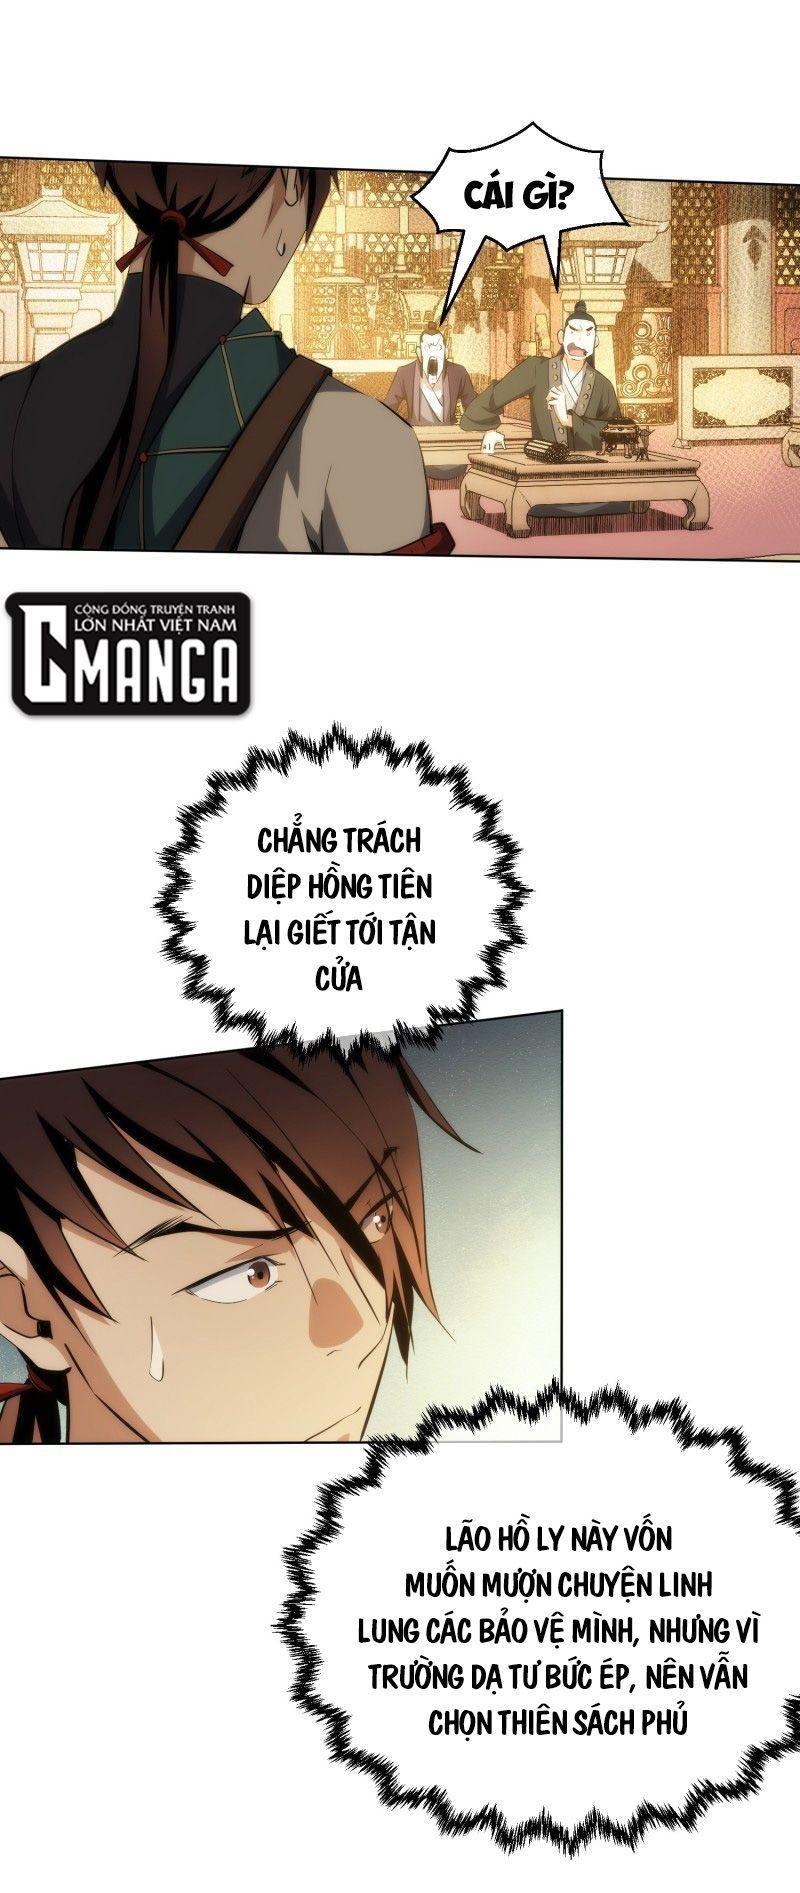 CÁI GÌ?
CỘNG ĐỒNG TRUYỆN TRANH
LỚN NHẤT VIỆT NAM
CMANGA
CHẲNG TRÁCH
DIỆP HỒNG TIÊN
LẠI GIẾT TỚI TẬN
CỬA
LÃO HỒ LY NÀY VỐN
MUỐN MƯỢN CHUYỆN LINH
LUNG CÁC BẢO VỆ MÌNH, NHƯNG VÌ
TRƯỜNG DẠ TƯ BỨC ÉP, NÊN VẪN
CHỌN THIÊN SÁCH PHỦ